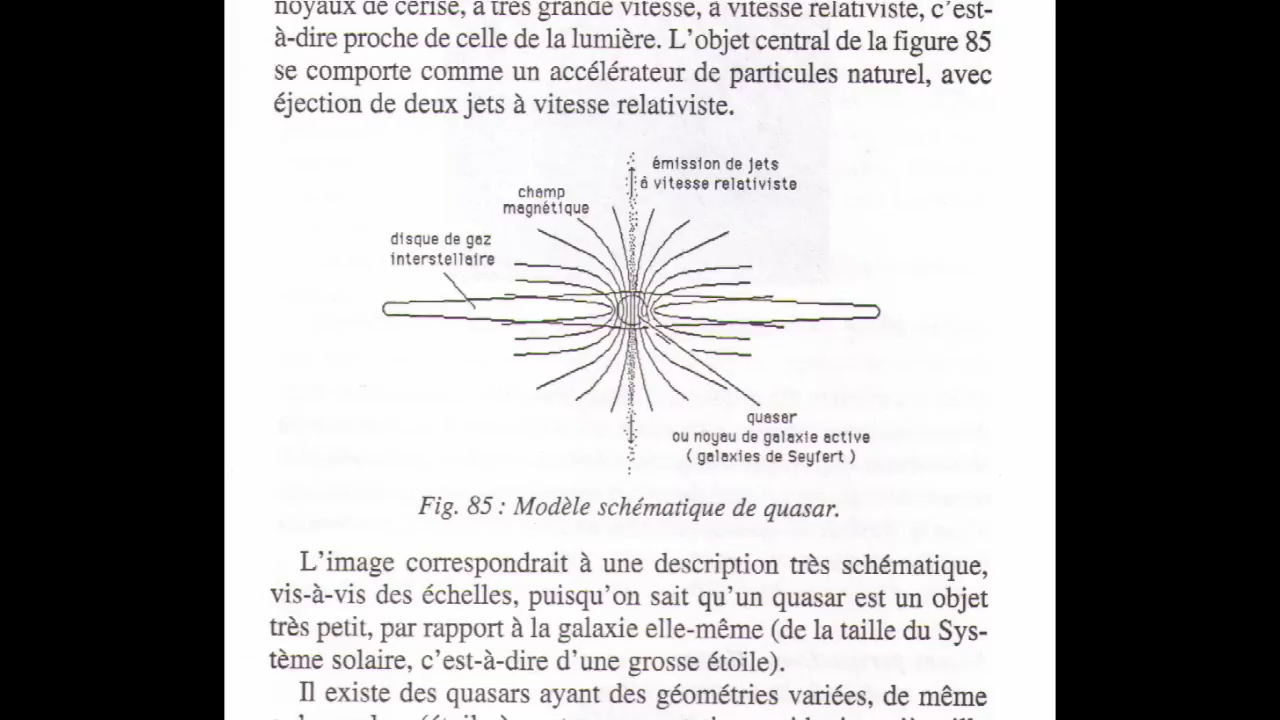 noyaux de cerise, à très grande vitesse, à vitesse relativiste, c'est-
à-dire proche de celle de la lumière. L'objet central de la figure 85
se comporte comme un accélérateur de particules naturel, avec
éjection de deux jets à vitesse relativiste.
émission de jets
à vitesse relativiste
champ
magnétique
disque de gaz
interstellaire
quasar
ou noyau de galaxie active
( galaxies de Seyfert )
Fig. 85 : Modèle schématique de quasar.
L'image correspondrait à une description très schématique,
vis-à-vis des échelles, puisqu'on sait qu'un quasar est un objet
très petit, par rapport à la galaxie elle-même (de la taille du Sys-
tème solaire, c'est-à-dire d'une grosse étoile).
Il existe des quasars ayant des géométries variées, de même